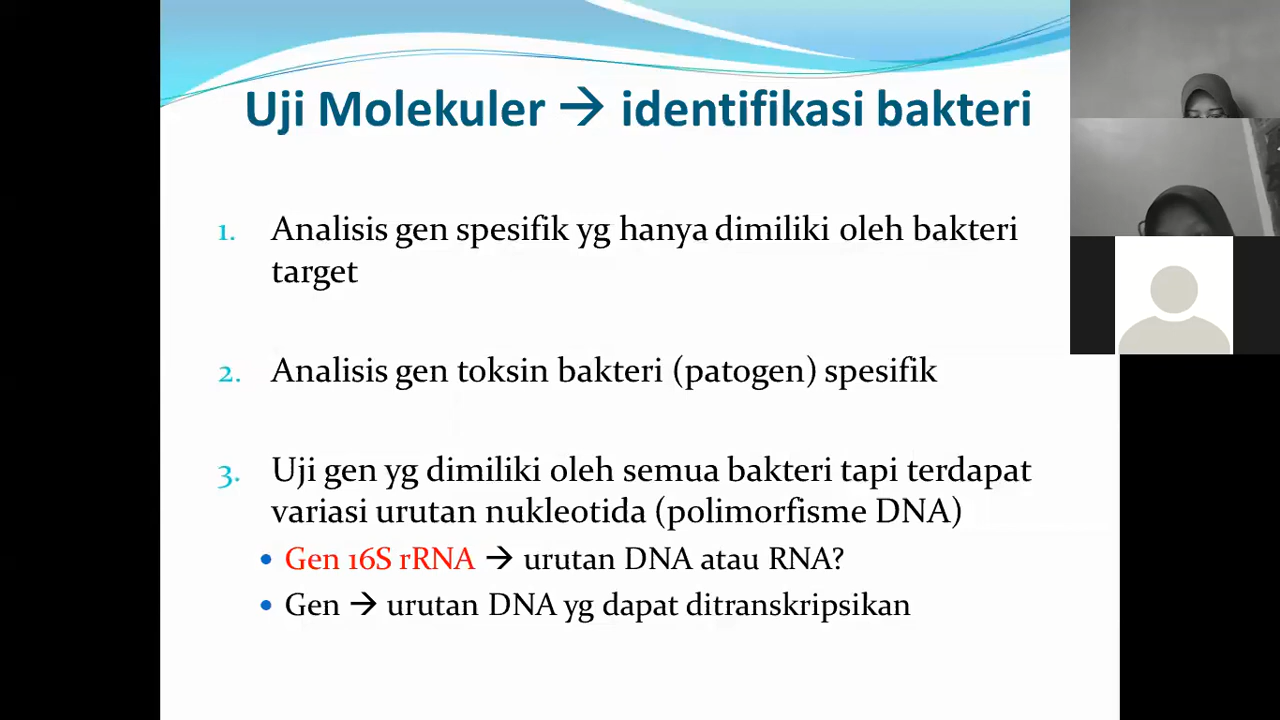 Uji Molekuler → identifikasi bakteri
1. Analisis gen spesifik yg hanya dimiliki oleh bakteri
target
2. Analisis gen toksin bakteri (patogen) spesifik
3. Uji gen yg dimiliki oleh semua bakteri tapi terdapat
variasi urutan nukleotida (polimorfisme DNA)
• Gen 16S rRNA → urutan DNA atau RNA?
• Gen → urutan DNA yg dapat ditranskripsikan